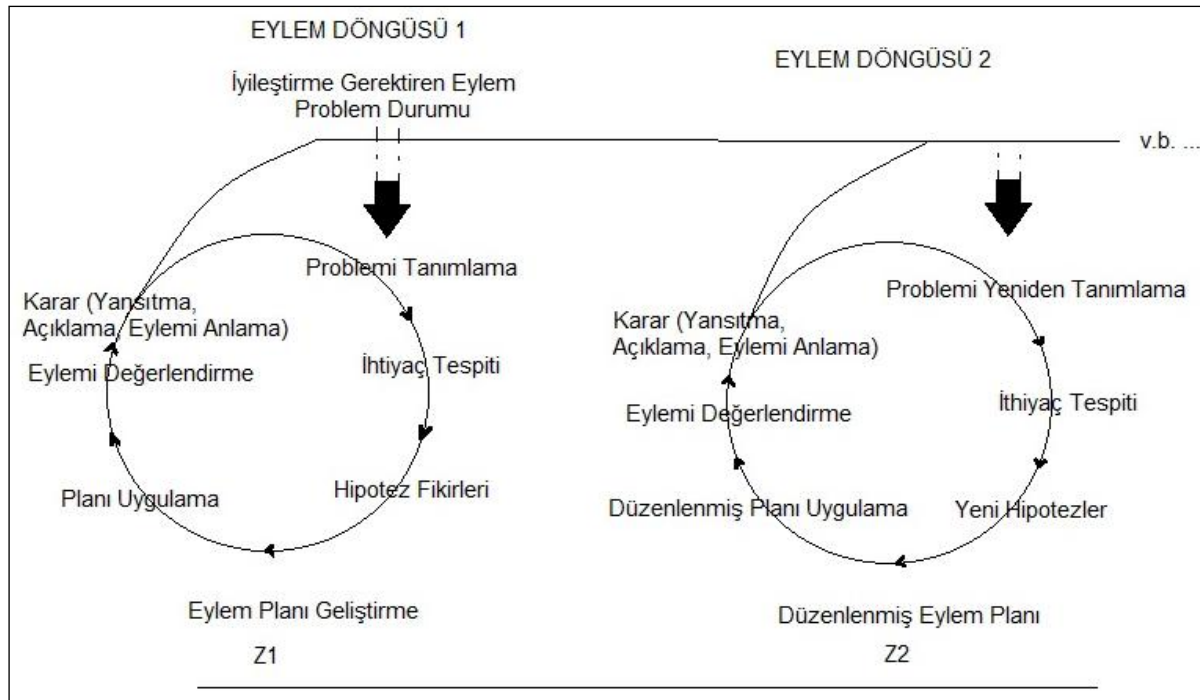 EYLEM DÖNGÜSÜ 1
İyileştirme Gerektiren Eylem
Problem Durumu
Problemi Tanımlama
Karar (Yansıtma,
Açıklama, Eylemi Anlama)
İhtiyaç Tespiti
Eylemi Değerlendirme
Hipotez Fikirleri
Planı Uygulama
Eylem Planı Geliştirme
Z1
EYLEM DÖNGÜSÜ 2
v.b. ...
Problemi Yeniden Tanımlama
Karar (Yansıtma,
Açıklama, Eylemi Anlama)
İthiyaç Tespiti
Eylemi Değerlendirme
Yeni Hipotezler
Düzenlenmiş Planı Uygulama
Düzenlenmiş Eylem Planı
Z2